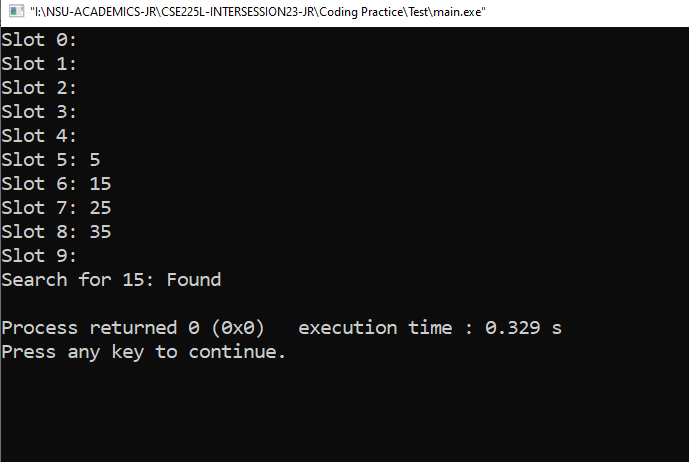 "I:\NSU-ACADEMICS-JR\CSE225L-INTERSESSION23-JR\Coding Practice\Test\main.exe"
Slot 0:
Slot 1:
Slot 2:
Slot 3:
Slot 4:
Slot 5: 5
Slot 6: 15
Slot 7: 25
Slot 8: 35
Slot 9:
Search for 15: Found
Process returned 0 (0x0)   execution time : 0.329 s
Press any key to continue.